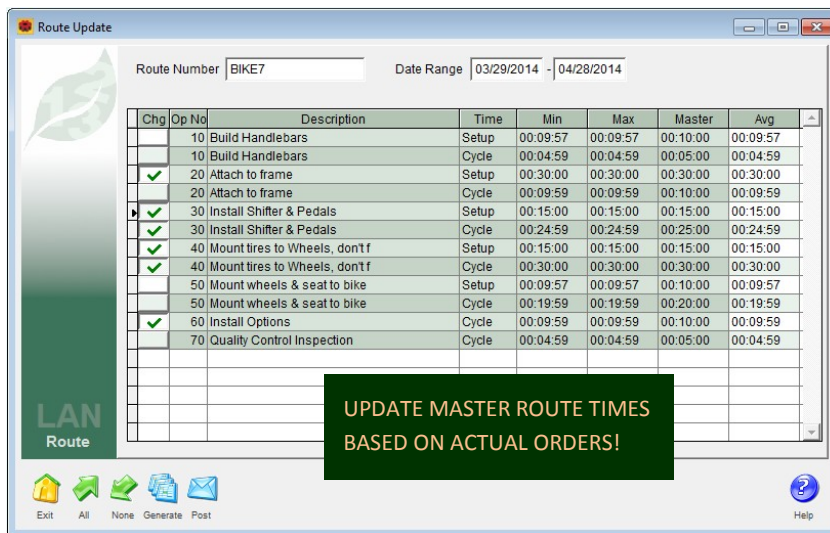 Route Update
Route Number BIKE7 Date Range 03/29/2014 - 04/28/2014
Chg Op No Description Time Min Max Master Avg
10 Build Handlebars Setup 00:09:57 00:09:57 00:10:00 00:09:57
10 Build Handlebars Cycle 00:04:59 00:04:59 00:05:00 00:04:59
20 Attach to frame Setup 00:30:00 00:30:00 00:30:00 00:30:00
20 Attach to frame Cycle 00:09:59 00:09:59 00:10:00 00:09:59
30 Install Shifter & Pedals Setup 00:15:00 00:15:00 00:15:00 00:15:00
30 Install Shifter & Pedals Cycle 00:24:59 00:24:59 00:25:00 00:24:59
40 Mount tires to Wheels, don't f Setup 00:15:00 00:15:00 00:15:00 00:15:00
40 Mount tires to Wheels, don't f Cycle 00:30:00 00:30:00 00:30:00 00:30:00
50 Mount wheels & seat to bike Setup 00:09:57 00:09:57 00:10:00 00:09:57
50 Mount wheels & seat to bike Cycle 00:19:59 00:19:59 00:20:00 00:19:59
60 Install Options Cycle 00:09:59 00:09:59 00:10:00 00:09:59
70 Quality Control Inspection Cycle 00:04:59 00:04:59 00:05:00 00:04:59
UPDATE MASTER ROUTE TIMES
BASED ON ACTUAL ORDERS!
LAN
Route
Exit All None Generate Post Help